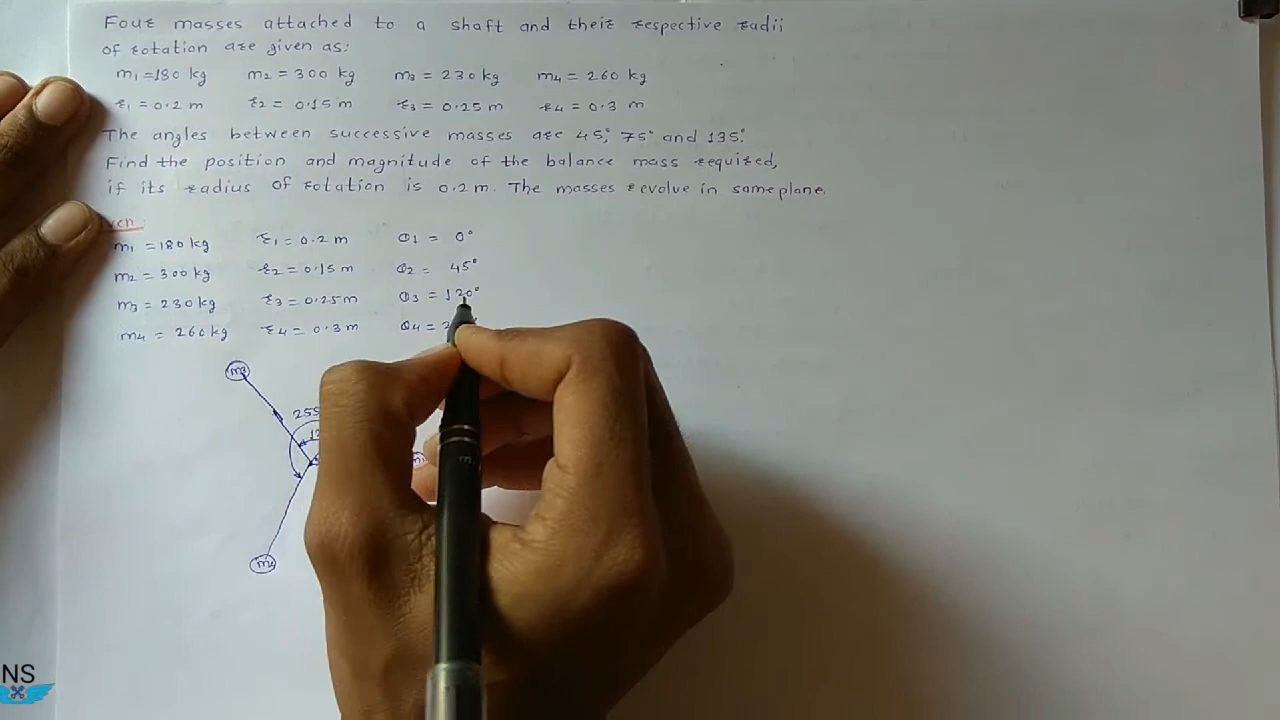 Four masses attached to a shaft and their respective radii
of rotation are given as:
m1 = 180 kg m2 = 300 kg m3 = 230 kg m4 = 260 kg
r1 = 0.2 m r2 = 0.15 m r3 = 0.25 m r4 = 0.3 m
The angles between successive masses are 45°, 75° and 135°.
Find the position and magnitude of the balance mass required,
if its radius of rotation is 0.2 m. The masses revolve in same plane.
m1 = 180 kg r1 = 0.2 m θ1 = 0°
m2 = 300 kg r2 = 0.15 m θ2 = 45°
m3 = 230 kg r3 = 0.25 m θ3 = 120°
m4 = 260 kg r4 = 0.3 m θ4 =
m3
255
m1
m4
NS